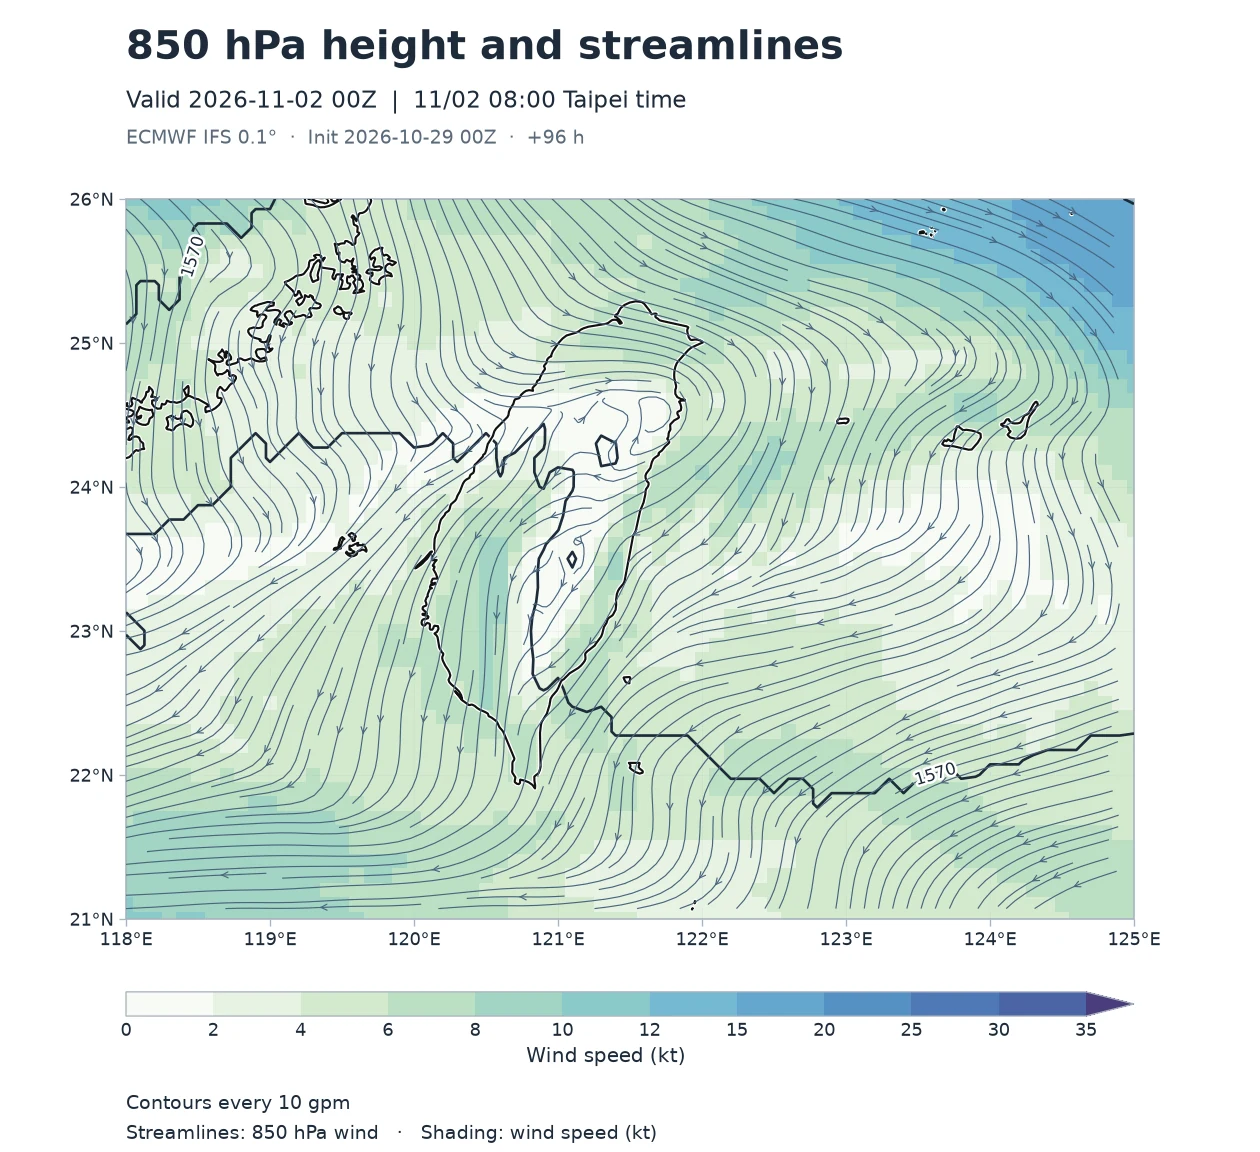 850 hPa height and streamlines
Valid 2026-11-02 00Z | 11/02 08:00 Taipei time
ECMWF IFS 0.1° · Init 2026-10-29 00Z · +96 h
26°N
1570
25°N
24°N
23°N
22°N
1570
21°N
118°E 119°E 120°E 121°E 122°E 123°E 124°E 125°E
0 2 4 6 8 10 12 15 20 25 30 35
Wind speed (kt)
Contours every 10 gpm
Streamlines: 850 hPa wind · Shading: wind speed (kt)